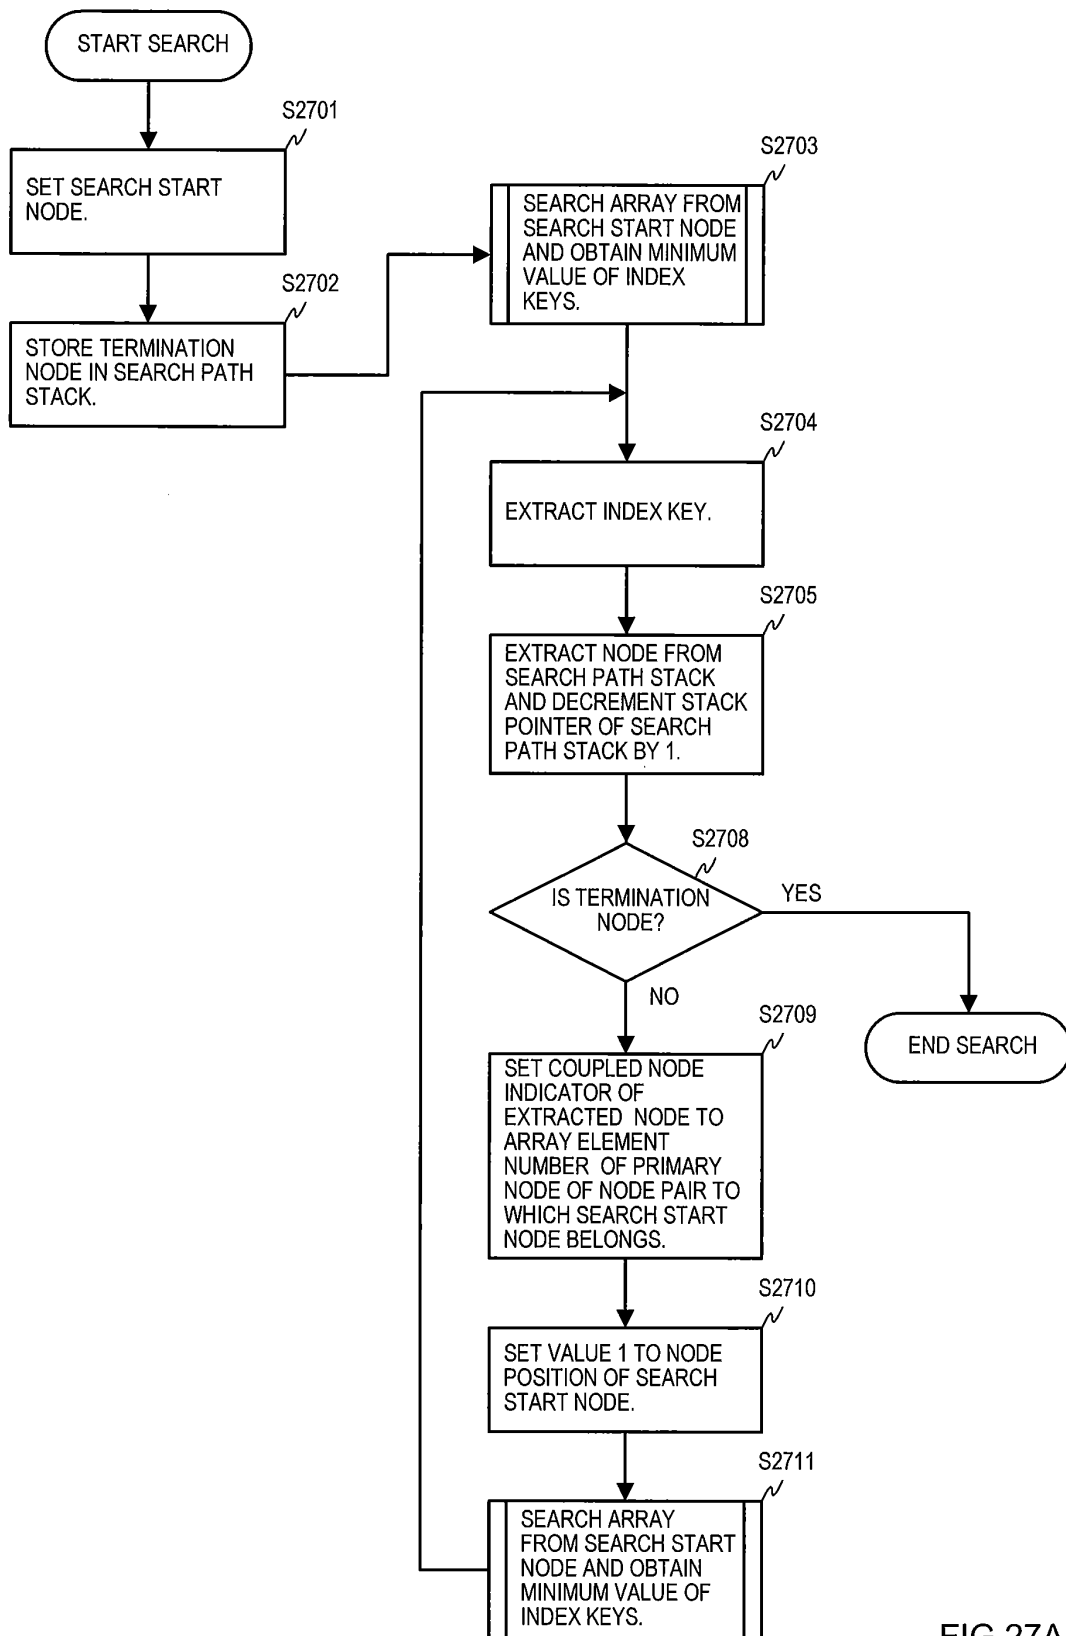 START SEARCH
S2701
SET SEARCH START
NODE.
S2702
STORE TERMINATION
NODE IN SEARCH PATH
STACK.
S2703
SEARCH ARRAY FROM
SEARCH START NODE
AND OBTAIN MINIMUM
VALUE OF INDEX
KEYS.
S2704
EXTRACT INDEX KEY.
S2705
EXTRACT NODE FROM
SEARCH PATH STACK
AND DECREMENT STACK
POINTER OF SEARCH
PATH STACK BY 1.
S2708
IS TERMINATION
NODE?
YES
NO
END SEARCH
S2709
SET COUPLED NODE
INDICATOR OF
EXTRACTED NODE TO
ARRAY ELEMENT
NUMBER OF PRIMARY
NODE OF NODE PAIR TO
WHICH SEARCH START
NODE BELONGS.
S2710
SET VALUE 1 TO NODE
POSITION OF SEARCH
START NODE.
S2711
SEARCH ARRAY
FROM SEARCH START
NODE AND OBTAIN
MINIMUM VALUE OF
INDEX KEYS.
FIG.27A